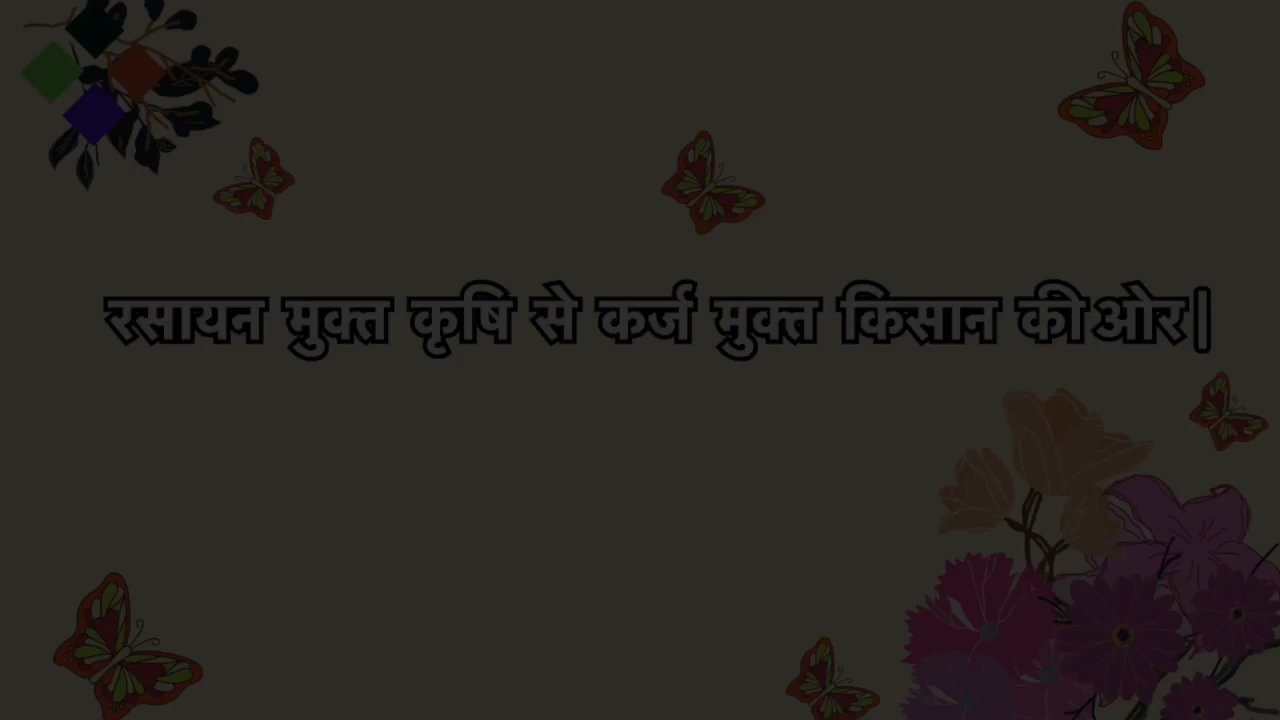 रसायन मुक्त कृषि से कर्ज मुक्त किसान की ओर|